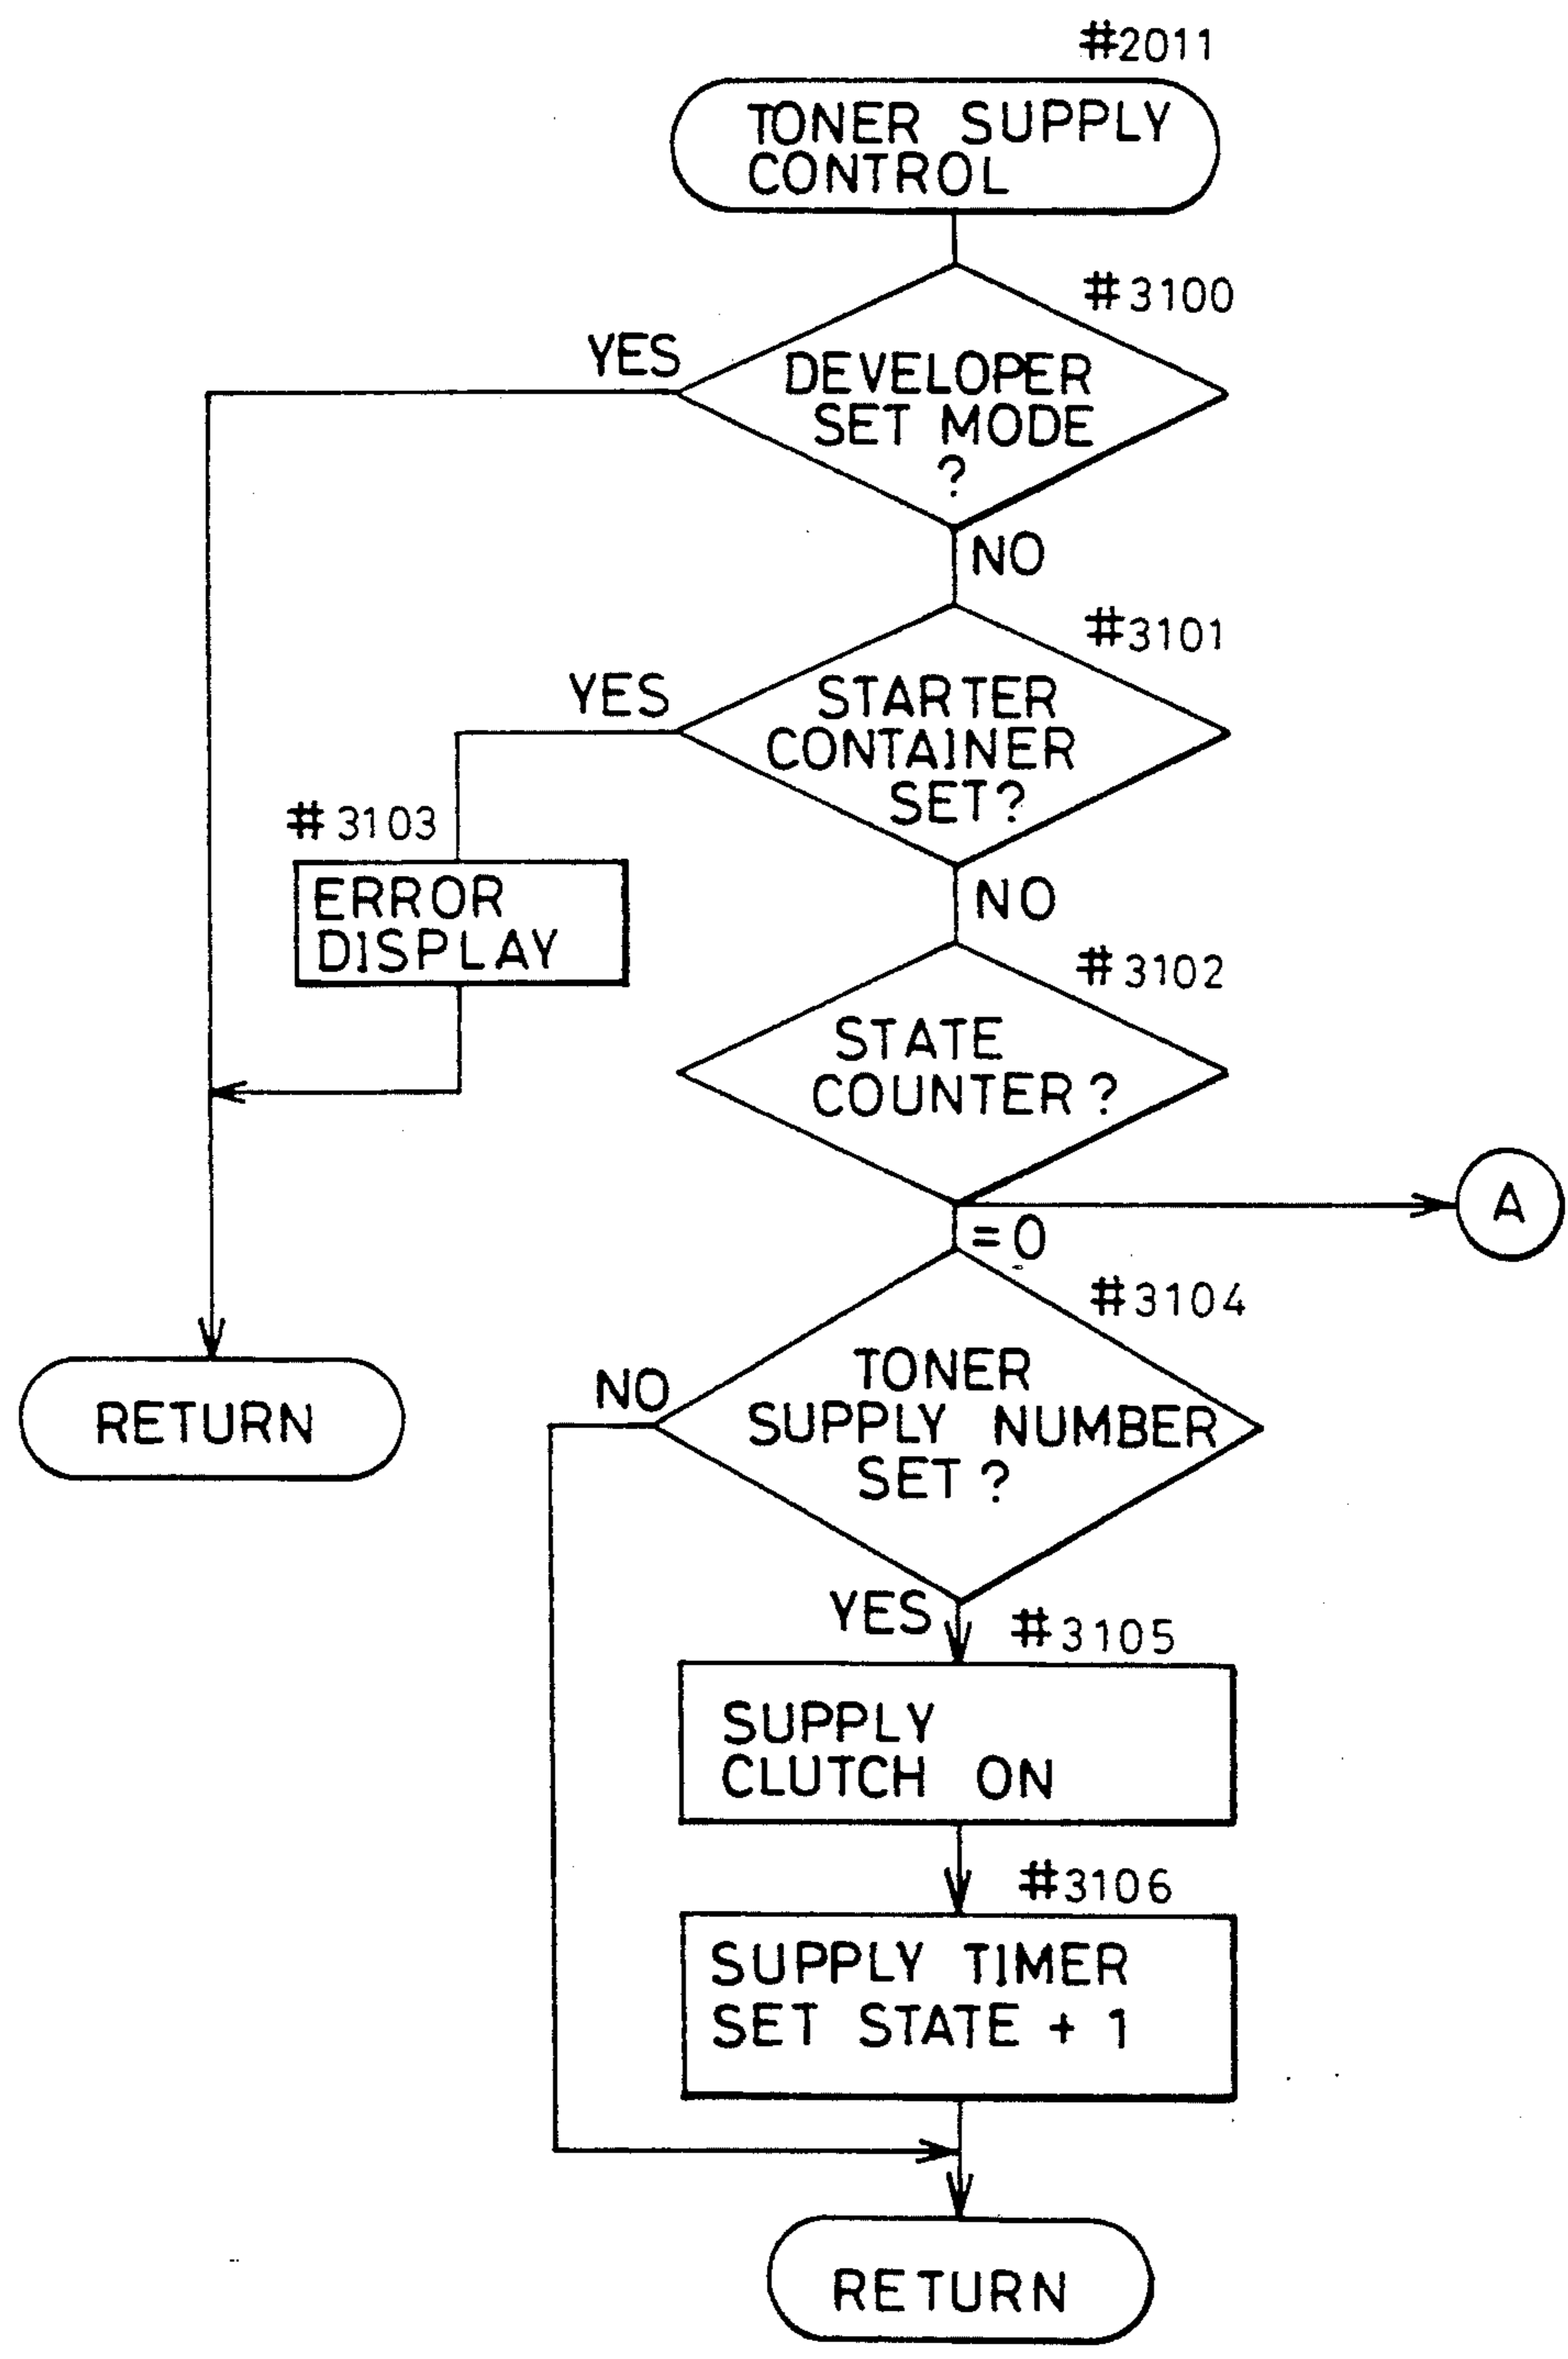 #2011
TONER SUPPLY
CONTROL
#3100
YES
DEVELOPER
SET MODE
?
NO
#3101
YES
STARTER
CONTAINER
SET?
#3103
ERROR
DISPLAY
NO
#3102
STATE
COUNTER?
A
=0
#3104
NO
TONER
SUPPLY NUMBER
SET?
RETURN
YES
#3105
SUPPLY
CLUTCH ON
#3106
SUPPLY TIMER
SET STATE + 1
RETURN